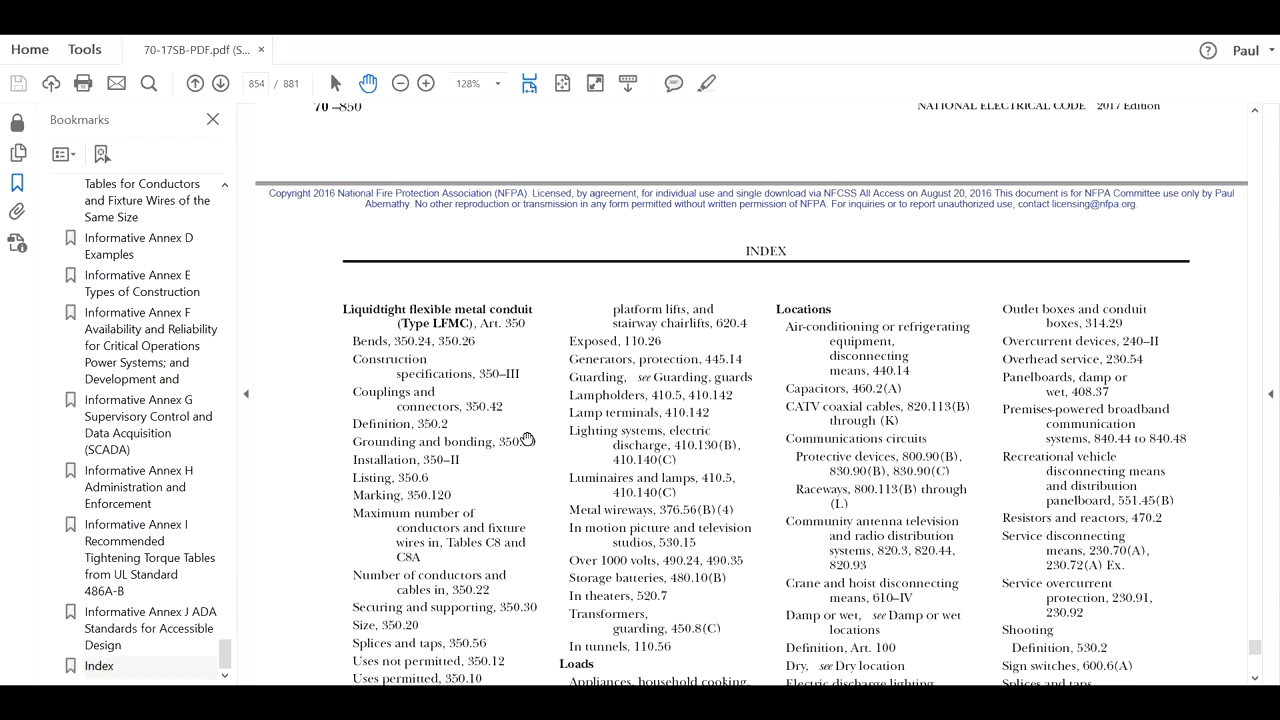 Home
Tools
70-17SB-PDF.pdf (S...
×
?
Paul
854 / 881
128%
Bookmarks
Tables for Conductors
and Fixture Wires of the
Same Size
Informative Annex D
Examples
Informative Annex E
Types of Construction
Informative Annex F
Availability and Reliability
for Critical Operations
Power Systems; and
Development and
Informative Annex G
Supervisory Control and
Data Acquisition
(SCADA)
Informative Annex H
Administration and
Enforcement
Informative Annex I
Recommended
Tightening Torque Tables
from UL Standard
486A-B
Informative Annex J ADA
Standards for Accessible
Design
Index
70–850
NATIONAL ELECTRICAL CODE 2017 Edition
Copyright 2016 National Fire Protection Association (NFPA). Licensed, by agreement, for individual use and single download via NFCSS All Access on August 20, 2016 This document is for NFPA Committee use only by Paul
Abernathy. No other reproduction or transmission in any form permitted without written permission of NFPA. For inquiries or to report unauthorized use, contact licensing@nfpa.org.
INDEX
Liquidtight flexible metal conduit
(Type LFMC), Art. 350
Bends, 350.24, 350.26
Construction
specifications, 350–III
Couplings and
connectors, 350.42
Definition, 350.2
Grounding and bonding,
Installation, 350–II
Listing, 350.6
Marking, 350.120
Maximum number of
conductors and fixture
wires in, Tables C8 and
C8A
Number of conductors and
cables in, 350.22
Securing and supporting, 350.30
Size, 350.20
Splices and taps, 350.56
Uses not permitted, 350.12
Uses permitted, 350.10
platform lifts, and
stairway chairlifts, 620.4
Exposed, 110.26
Generators, protection, 445.14
Guarding, see Guarding, guards
Lampholders, 410.5, 410.142
Lamp terminals, 410.142
Lighting systems, electric
discharge, 410.130(B),
410.140(C)
Luminaires and lamps, 410.5,
410.140(C)
Metal wireways, 376.56(B)(4)
In motion picture and television
studios, 530.15
Over 1000 volts, 490.24, 490.35
Storage batteries, 480.10(B)
In theaters, 520.7
Transformers,
guarding, 450.8(C)
In tunnels, 110.56
Loads
Appliances, household cooking,
Locations
Air-conditioning or refrigerating
equipment,
disconnecting
means, 440.14
Capacitors, 460.2(A)
CATV coaxial cables, 820.113(B)
through (K)
Communications circuits
Protective devices, 800.90(B),
830.90(B), 830.90(C)
Raceways, 800.113(B) through
(L)
Community antenna television
and radio distribution
systems, 820.3, 820.44,
820.93
Crane and hoist disconnecting
means, 610–IV
Damp or wet, see Damp or wet
locations
Definition, Art. 100
Dry, see Dry location
Electric discharge lighting
Outlet boxes and conduit
boxes, 314.29
Overcurrent devices, 240–II
Overhead service, 230.54
Panelboards, damp or
wet, 408.37
Premises-powered broadband
communication
systems, 840.44 to 840.48
Recreational vehicle
disconnecting means
and distribution
panelboard, 551.45(B)
Resistors and reactors, 470.2
Service disconnecting
means, 230.70(A),
230.72(A) Ex.
Service overcurrent
protection, 230.91,
230.92
Shooting
Definition, 530.2
Sign switches, 600.6(A)
Splices and taps